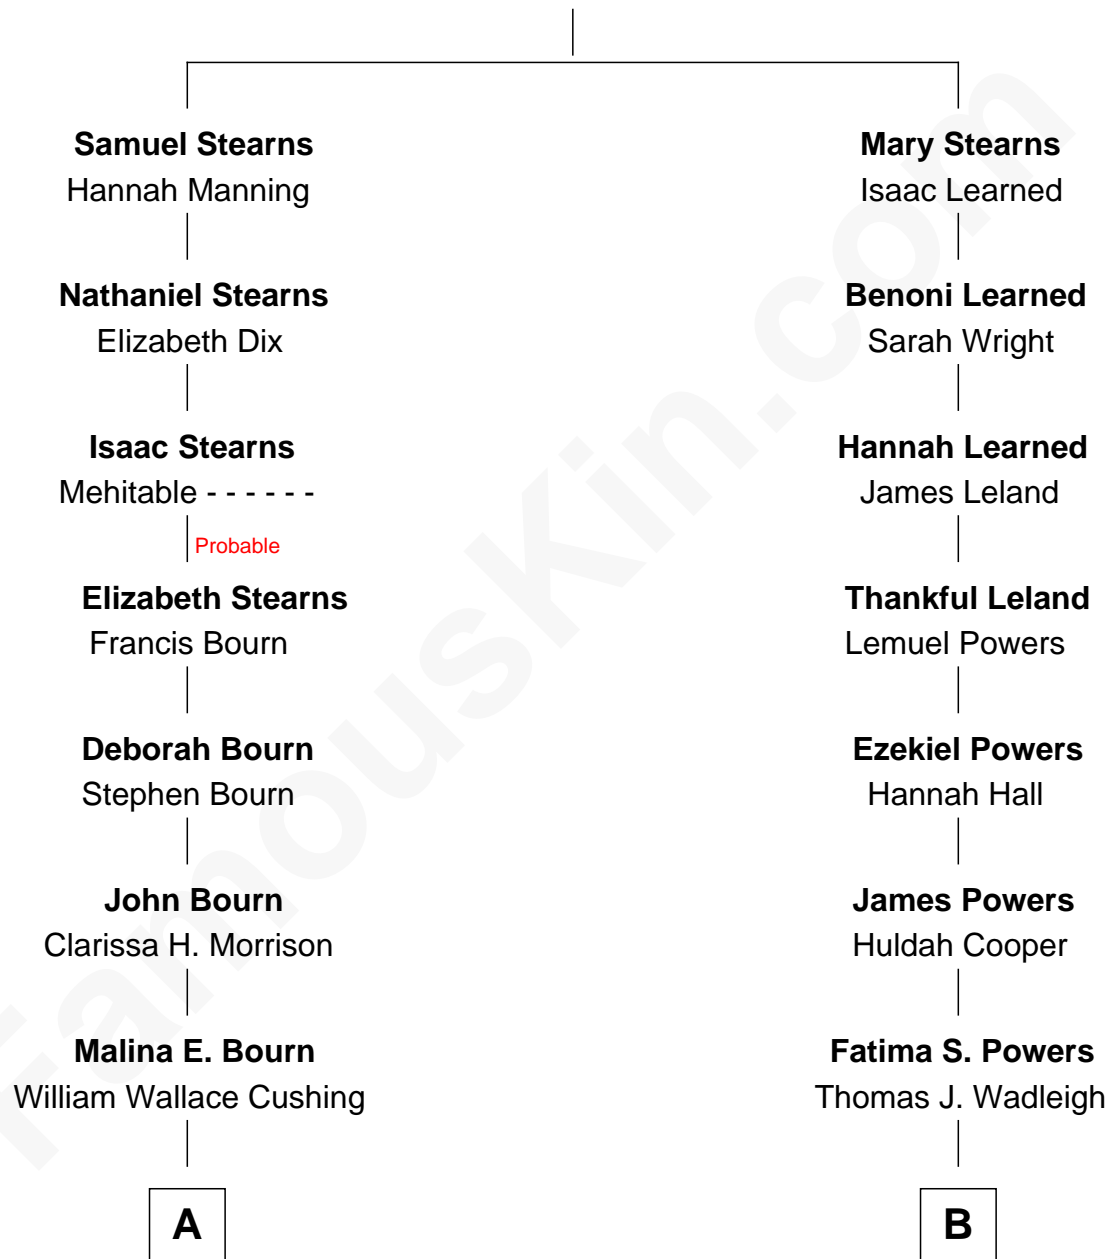 Samuel Stearns
Hannah Manning
Nathaniel Stearns
Elizabeth Dix
Isaac Stearns
Mehitable - - - - - -
Probable
Elizabeth Stearns
Francis Bourn
Deborah Bourn
Stephen Bourn
John Bourn
Clarissa H. Morrison
Malina E. Bourn
William Wallace Cushing
A
Mary Stearns
Isaac Learned
Benoni Learned
Sarah Wright
Hannah Learned
James Leland
Thankful Leland
Lemuel Powers
Ezekiel Powers
Hannah Hall
James Powers
Huldah Cooper
Fatima S. Powers
Thomas J. Wadleigh
B
FamousKin.com